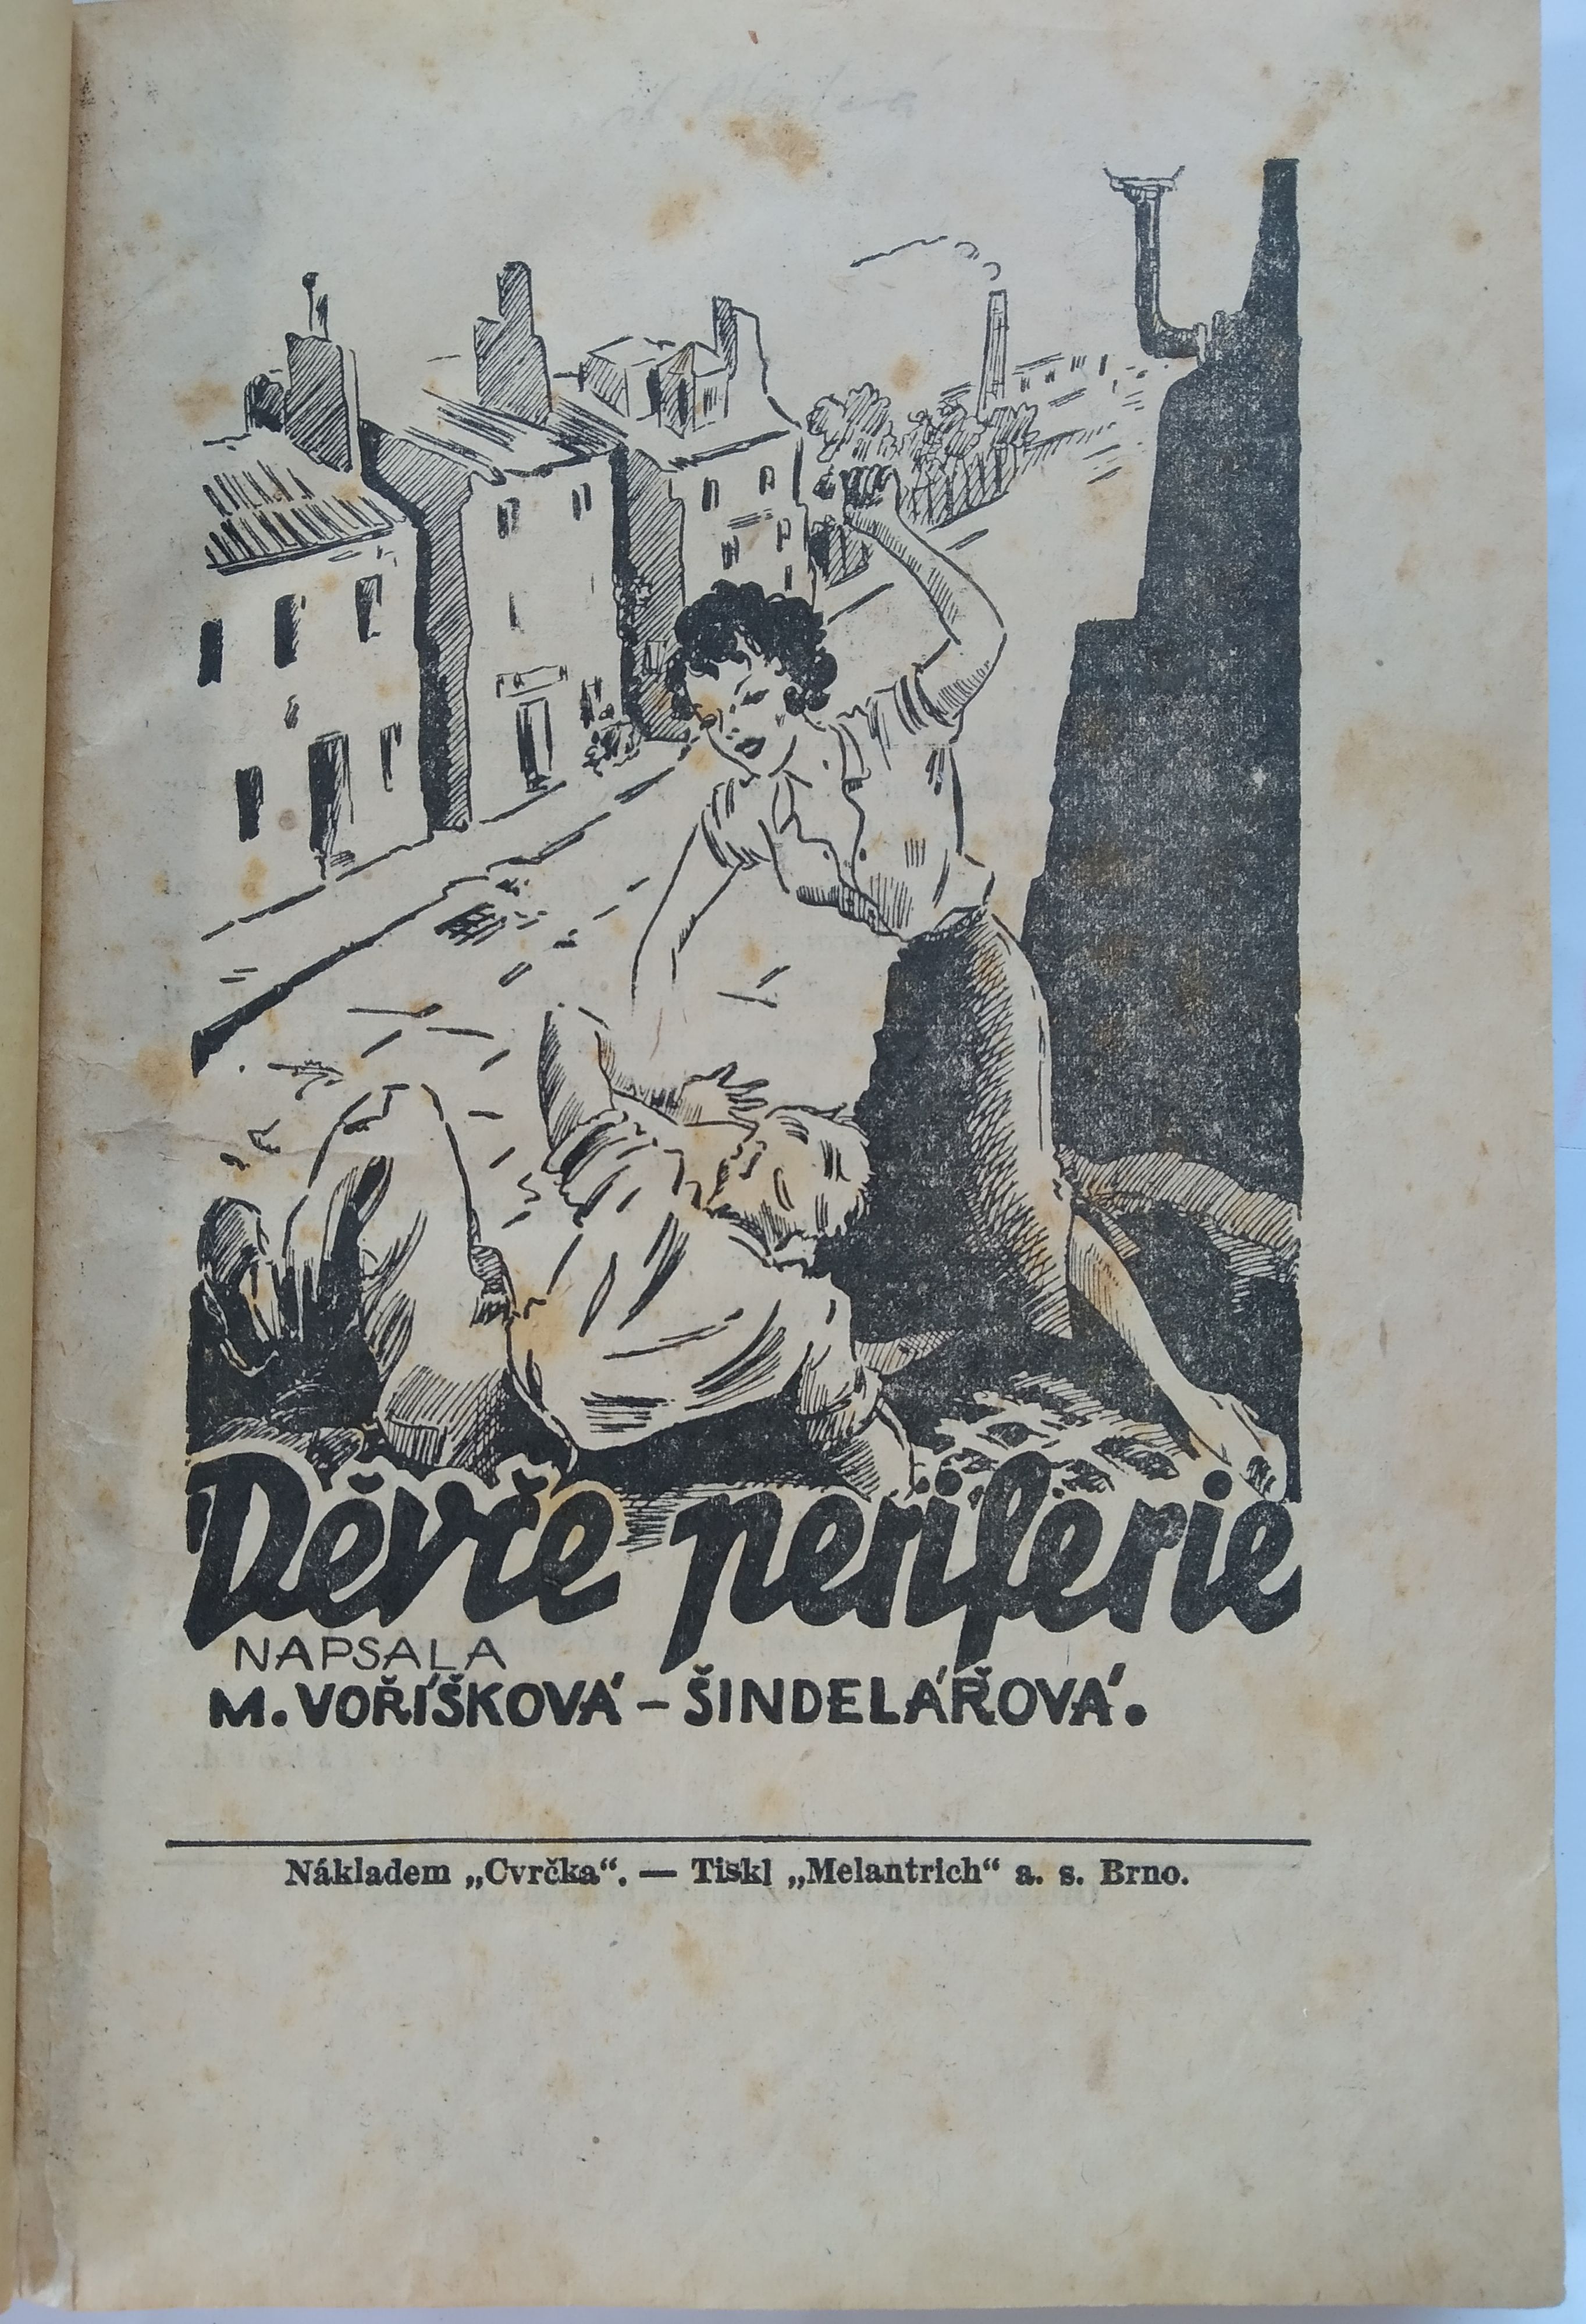 Děvče periferie
NAPSALA
M. VOŘÍŠKOVÁ – ŠINDELÁŘOVÁ.
Nákladem „Cvrčka“. — Tiskl „Melantrich“ a. s. Brno.